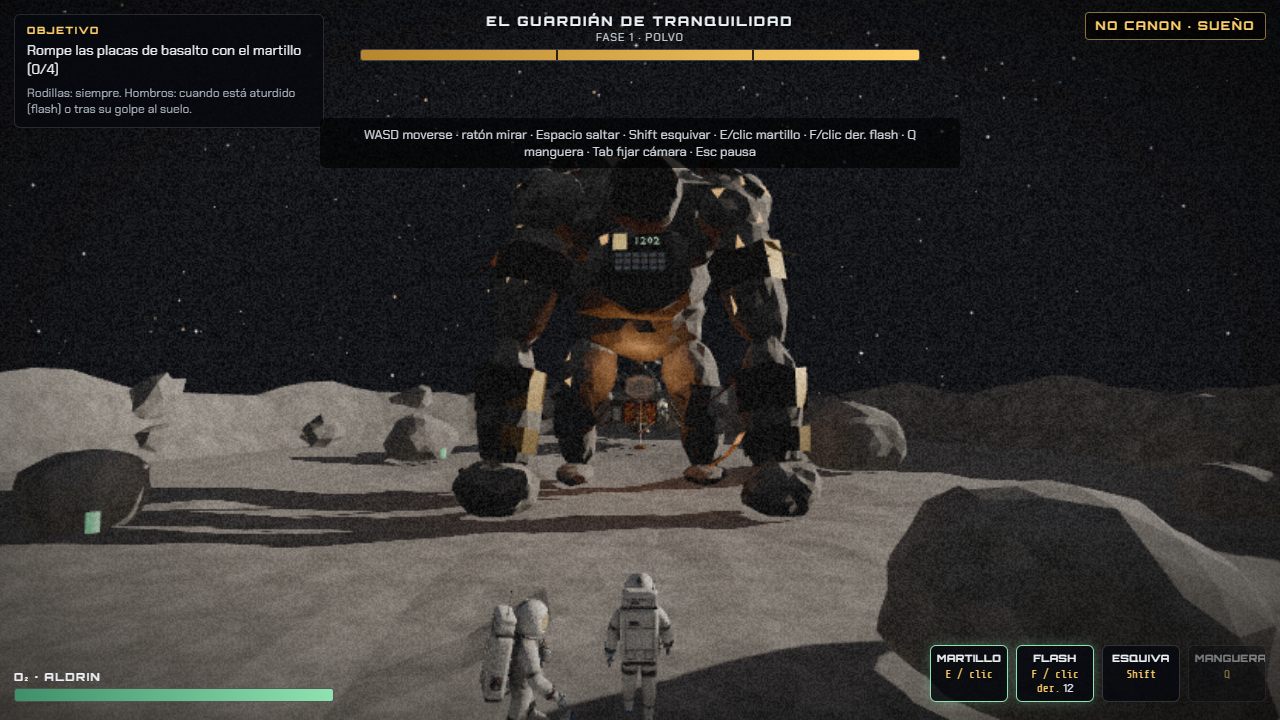 OBJETIVO
Rompe las placas de basalto con el martillo
(0/4)
Rodillas: siempre. Hombros: cuando está aturdido
(flash) o tras su golpe al suelo.
EL GUARDIÁN DE TRANQUILIDAD
FASE 1 · POLVO
NO CANON · SUEÑO
WASD moverse · ratón mirar · Espacio saltar · Shift esquivar · E/clic martillo · F/clic der. flash · Q
manguera · Tab fijar cámara · Esc pausa
1202
O₂ · ALDRIN
MARTILLO
E / clic
FLASH
F / clic
der. 12
ESQUIVA
Shift
MANGUERA
Q